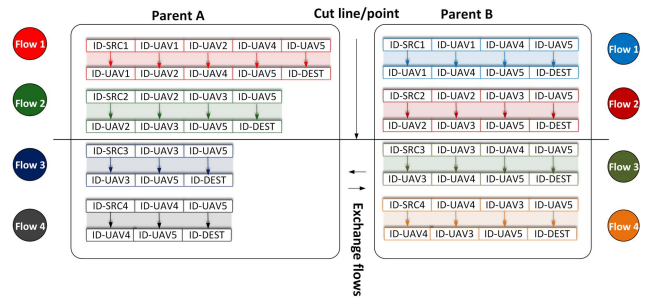 Parent A
Cut line/point
Parent B
Flow 1
ID-SRC1 ID-UAV1 ID-UAV2 ID-UAV4 ID-UAV5
ID-UAV1 ID-UAV2 ID-UAV4 ID-UAV5 ID-DEST
ID-SRC1 ID-UAV1 ID-UAV4 ID-UAV5
ID-UAV1 ID-UAV4 ID-UAV5 ID-DEST
Flow 1
Flow 2
ID-SRC2 ID-UAV2 ID-UAV3 ID-UAV5
ID-UAV2 ID-UAV3 ID-UAV5 ID-DEST
ID-SRC2 ID-UAV2 ID-UAV3 ID-UAV5
ID-UAV2 ID-UAV3 ID-UAV5 ID-DEST
Flow 2
Flow 3
ID-SRC3 ID-UAV3 ID-UAV5
ID-UAV3 ID-UAV5 ID-DEST
ID-SRC3 ID-UAV3 ID-UAV4 ID-UAV5
ID-UAV3 ID-UAV4 ID-UAV5 ID-DEST
Flow 3
Flow 4
ID-SRC4 ID-UAV4 ID-UAV5
ID-UAV4 ID-UAV5 ID-DEST
ID-SRC4 ID-UAV4 ID-UAV3 ID-UAV5
ID-UAV4 ID-UAV3 ID-UAV5 ID-DEST
Flow 4
Exchange flows